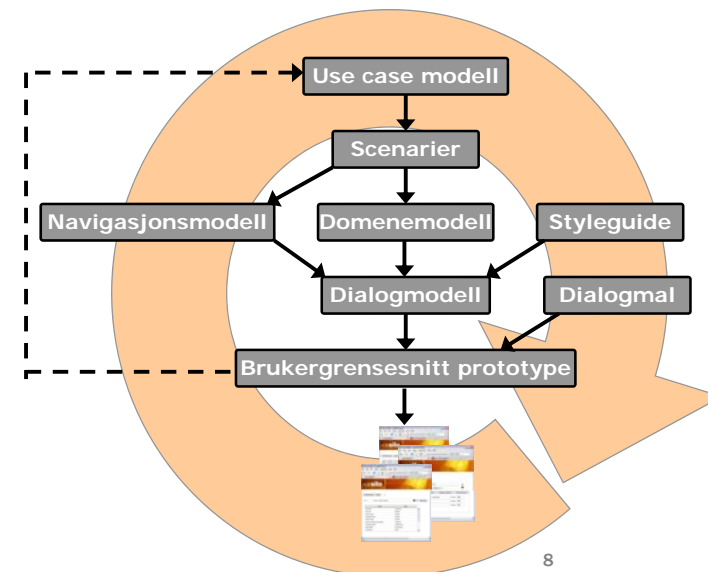 Use case modell
Scenarier
Navigasjonsmodell
Domenemodell
Styleguide
Dialogmodell
Dialogmal
Brukergrensesnitt prototype
8